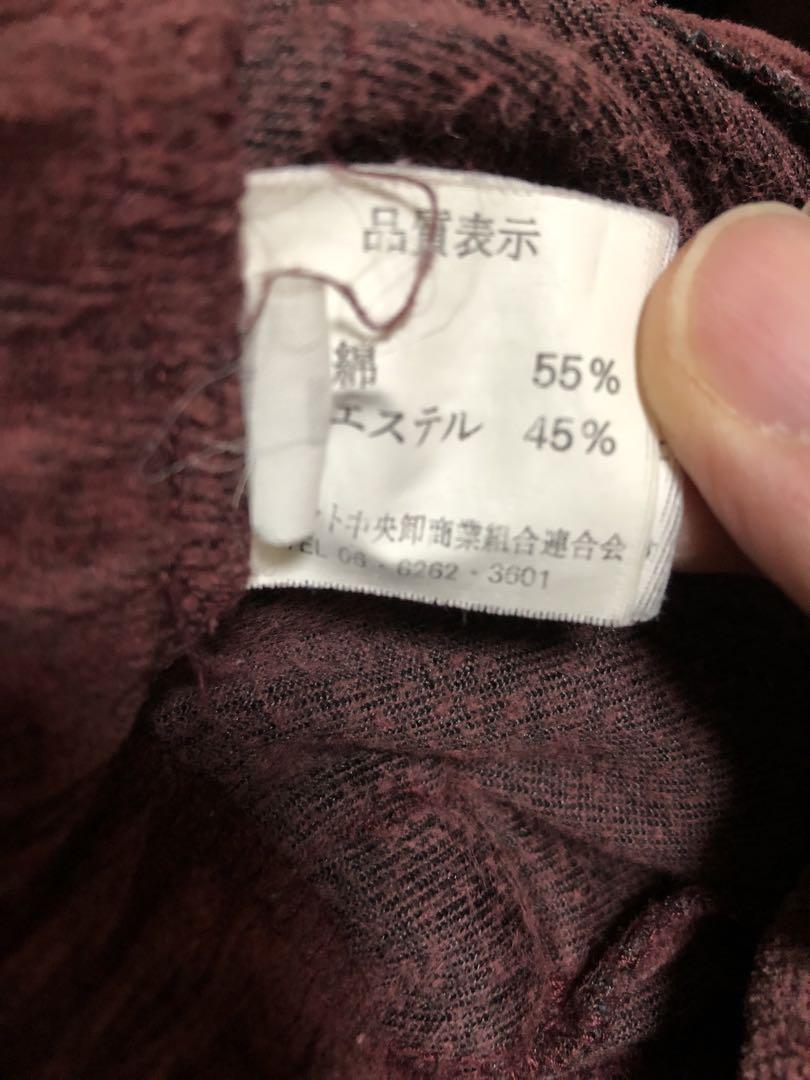 品質表示
綿 55%
エステル 45%
ト中央卸商業組合連合会
TEL 06・6262・3601